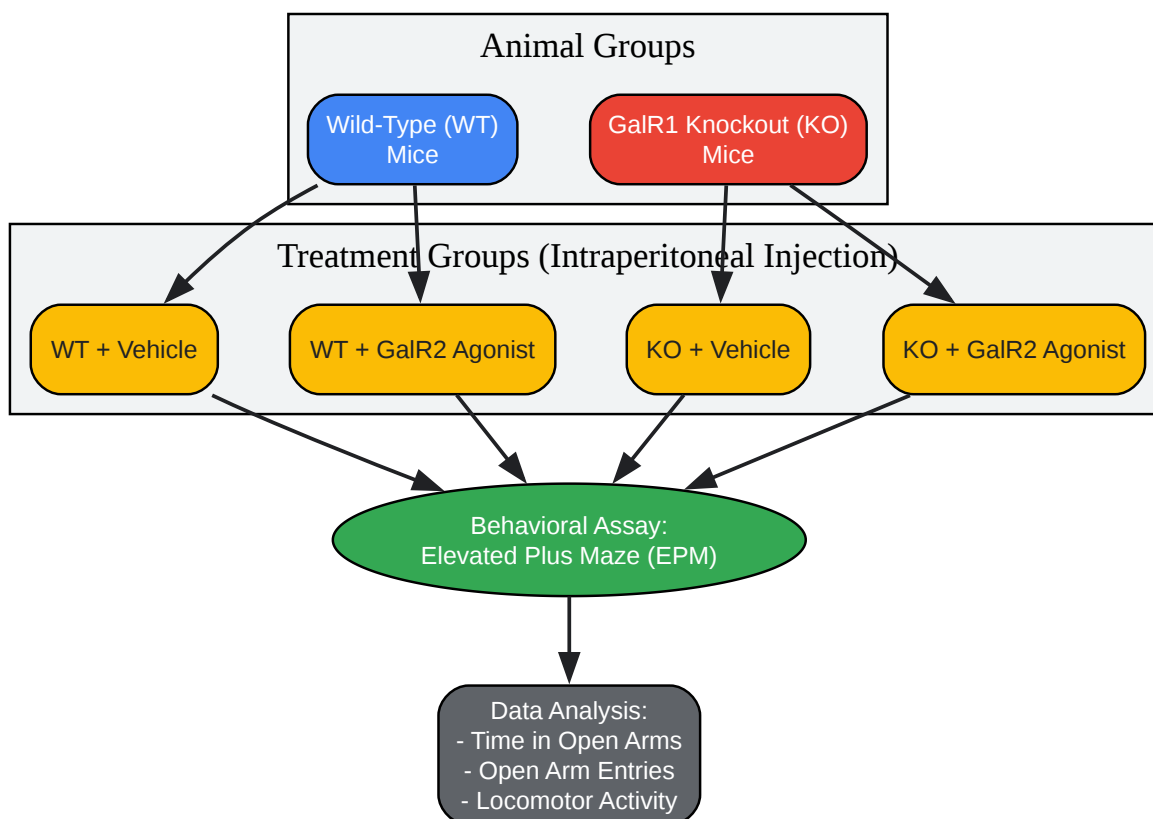 Animal Groups
Wild-Type (WT)
Mice
GalR1 Knockout (KO)
Mice
Treatment Groups (Intraperitoneal Injection)
WT + Vehicle
WT + GalR2 Agonist
KO + Vehicle
KO + GalR2 Agonist
Behavioral Assay:
Elevated Plus Maze (EPM)
Data Analysis:
- Time in Open Arms
- Open Arm Entries
- Locomotor Activity